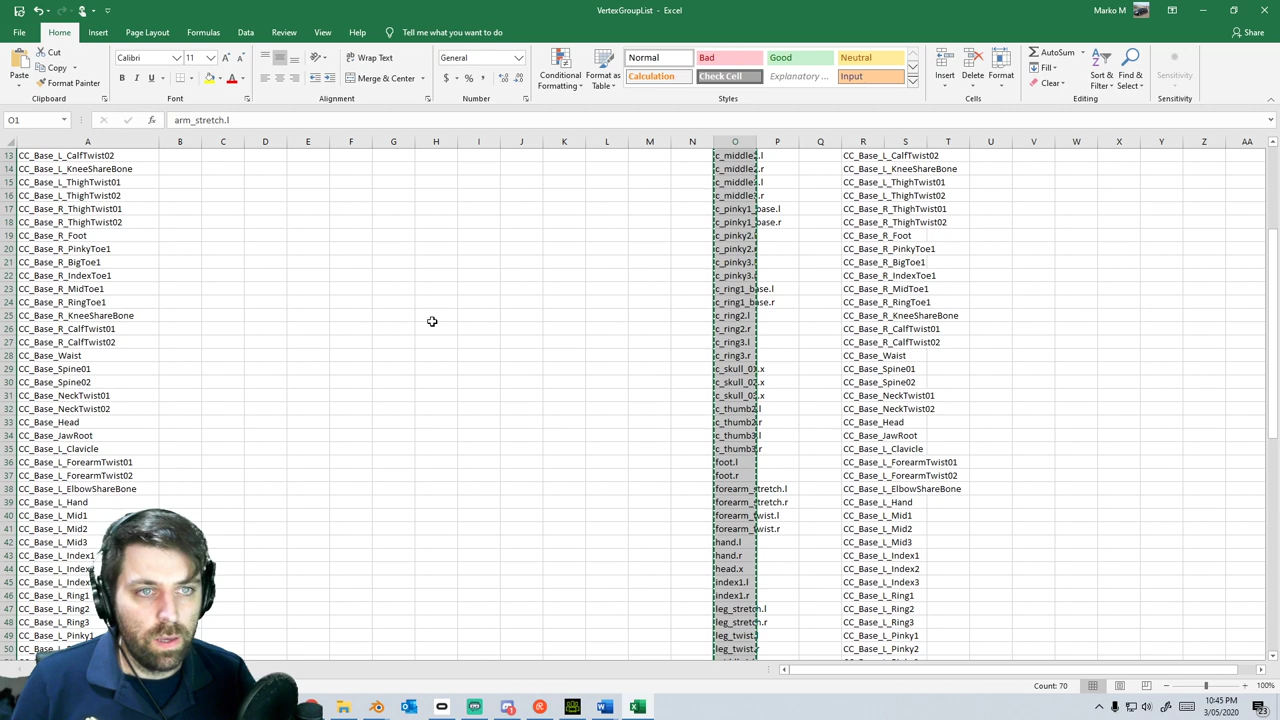 VertexGroupList - Excel
Marko M
File Home Insert Page Layout Formulas Data Review View Help Tell me what you want to do Share
Paste
Cut
Copy
Format Painter
Clipboard
Calibri 11
B I U
Font
Wrap Text
Merge & Center
Alignment
General
$ % ,
Number
Conditional Formatting
Format as Table
Normal Bad Good Neutral
Calculation Check Cell Explanatory ... Input
Styles
Insert Delete Format
Cells
AutoSum
Fill
Clear
Sort & Filter
Find & Select
Editing
Sensitivity
Sensitivity
O1 fx arm_stretch.l
A B C D E F G H I J K L M N O P Q R S T U V W X Y Z AA
13 CC_Base_L_CalfTwist02 c_middle2.l CC_Base_L_CalfTwist02
14 CC_Base_L_KneeShareBone c_middle2.r CC_Base_L_KneeShareBone
15 CC_Base_L_ThighTwist01 c_middle3.l CC_Base_L_ThighTwist01
16 CC_Base_L_ThighTwist02 c_middle3.r CC_Base_L_ThighTwist02
17 CC_Base_R_ThighTwist01 c_pinky1_base.l CC_Base_R_ThighTwist01
18 CC_Base_R_ThighTwist02 c_pinky1_base.r CC_Base_R_ThighTwist02
19 CC_Base_R_Foot c_pinky2.l CC_Base_R_Foot
20 CC_Base_R_PinkyToe1 c_pinky2.r CC_Base_R_PinkyToe1
21 CC_Base_R_BigToe1 c_pinky3.l CC_Base_R_BigToe1
22 CC_Base_R_IndexToe1 c_pinky3.r CC_Base_R_IndexToe1
23 CC_Base_R_MidToe1 c_ring1_base.l CC_Base_R_MidToe1
24 CC_Base_R_RingToe1 c_ring1_base.r CC_Base_R_RingToe1
25 CC_Base_R_KneeShareBone c_ring2.l CC_Base_R_KneeShareBone
26 CC_Base_R_CalfTwist01 c_ring2.r CC_Base_R_CalfTwist01
27 CC_Base_R_CalfTwist02 c_ring3.l CC_Base_R_CalfTwist02
28 CC_Base_Waist c_ring3.r CC_Base_Waist
29 CC_Base_Spine01 c_skull_01.x CC_Base_Spine01
30 CC_Base_Spine02 c_skull_02.x CC_Base_Spine02
31 CC_Base_NeckTwist01 c_skull_03.x CC_Base_NeckTwist01
32 CC_Base_NeckTwist02 c_thumb2.l CC_Base_NeckTwist02
33 CC_Base_Head c_thumb2.r CC_Base_Head
34 CC_Base_JawRoot c_thumb3.l CC_Base_JawRoot
35 CC_Base_L_Clavicle c_thumb3.r CC_Base_L_Clavicle
36 CC_Base_L_ForearmTwist01 foot.l CC_Base_L_ForearmTwist01
37 CC_Base_L_ForearmTwist02 foot.r CC_Base_L_ForearmTwist02
38 CC_Base_L_ElbowShareBone forearm_stretch.l CC_Base_L_ElbowShareBone
39 CC_Base_L_Hand forearm_stretch.r CC_Base_L_Hand
40 CC_Base_L_Mid1 forearm_twist.l CC_Base_L_Mid1
41 CC_Base_L_Mid2 forearm_twist.r CC_Base_L_Mid2
42 CC_Base_L_Mid3 hand.l CC_Base_L_Mid3
43 CC_Base_L_Index1 hand.r CC_Base_L_Index1
44 CC_Base_L_Index head.x CC_Base_L_Index2
45 CC_Base_L_Index index1.l CC_Base_L_Index3
46 CC_Base_L_Ring1 index1.r CC_Base_L_Ring1
47 CC_Base_L_Ring2 leg_stretch.l CC_Base_L_Ring2
48 CC_Base_L_Ring3 leg_stretch.r CC_Base_L_Ring3
49 CC_Base_L_Pinky1 leg_twist.l CC_Base_L_Pinky1
50 leg_twist.r CC_Base_L_Pinky2
Count: 70 100%
10:45 PM
3/05/2020